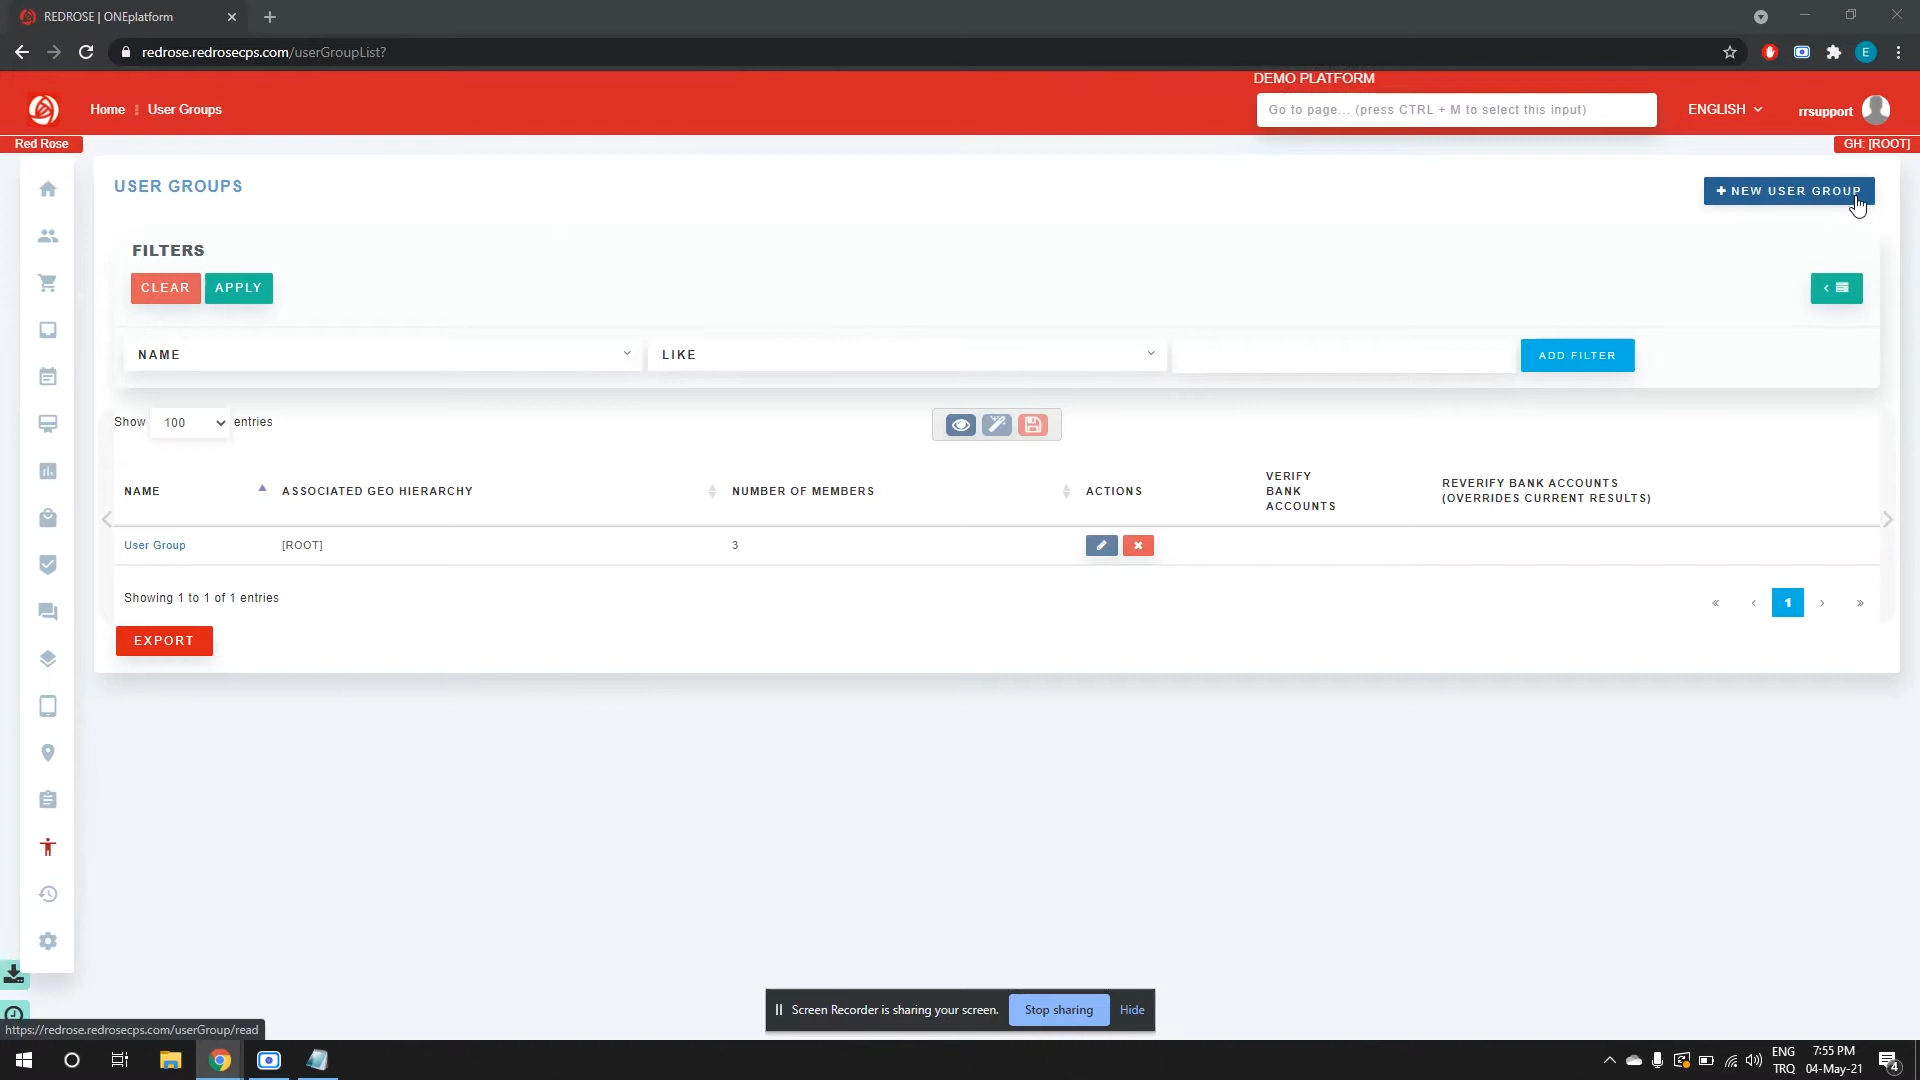 REDROSE | ONEplatform
redrose.redrosecps.com/userGroupList?
E
DEMO PLATFORM
Home
User Groups
Go to page... (press CTRL + M to select this input)
ENGLISH
rrsupport
Red Rose
GH: [ROOT]
USER GROUPS
+ NEW USER GROUP
FILTERS
CLEAR
APPLY
NAME
LIKE
ADD FILTER
Show 100 entries
NAME
ASSOCIATED GEO HIERARCHY
NUMBER OF MEMBERS
ACTIONS
VERIFY
BANK
ACCOUNTS
REVERIFY BANK ACCOUNTS
(OVERRIDES CURRENT RESULTS)
User Group
[ROOT]
3
Showing 1 to 1 of 1 entries
« ‹ 1 › »
EXPORT
Screen Recorder is sharing your screen.
Stop sharing
Hide
https://redrose.redrosecps.com/userGroup/read
ENG
TRQ
7:55 PM
04-May-21
4